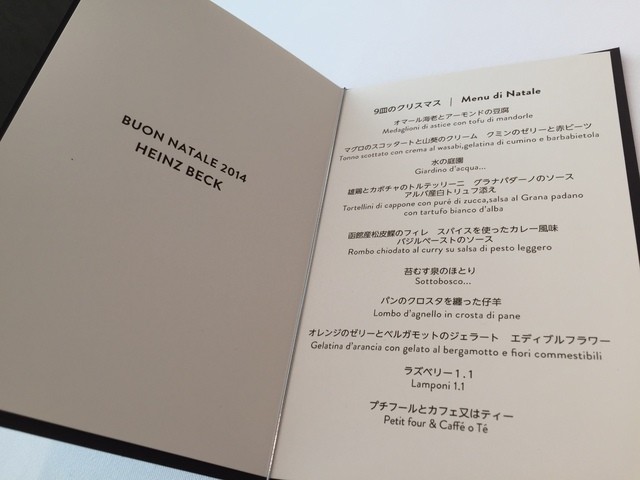 BUON NATALE 2014
HEINZ BECK
9皿のクリスマス | Menu di Natale
オマール海老とアーモンドの豆腐
Medaglioni di astice con tofu di mandorle
マグロのスコッタートと山葵のクリーム　クミンのゼリーと赤ビーツ
Tonno scottato con crema al wasabi,gelatina di cumino e barbabietola
水の庭園
Giardino d'acqua...
雄鶏とカボチャのトルテッリーニ　グラナパダーノのソース
アルバ産白トリュフ添え
Tortellini di cappone con puré di zucca,salsa al Grana padano
con tartufo bianco d'alba
函館産松皮鰈のフィレ　スパイスを使ったカレー風味
バジルペーストのソース
Rombo chiodato al curry su salsa di pesto leggero
苔むす泉のほとり
Sottobosco...
パンのクロスタを纏った仔羊
Lombo d'agnello in crosta di pane
オレンジのゼリーとベルガモットのジェラート　エディブルフラワー
Gelatina d'arancia con gelato al bergamotto e fiori commestibili
ラズベリー１.１
Lamponi 1.1
プチフールとカフェ又はティー
Petit four & Caffé o Té